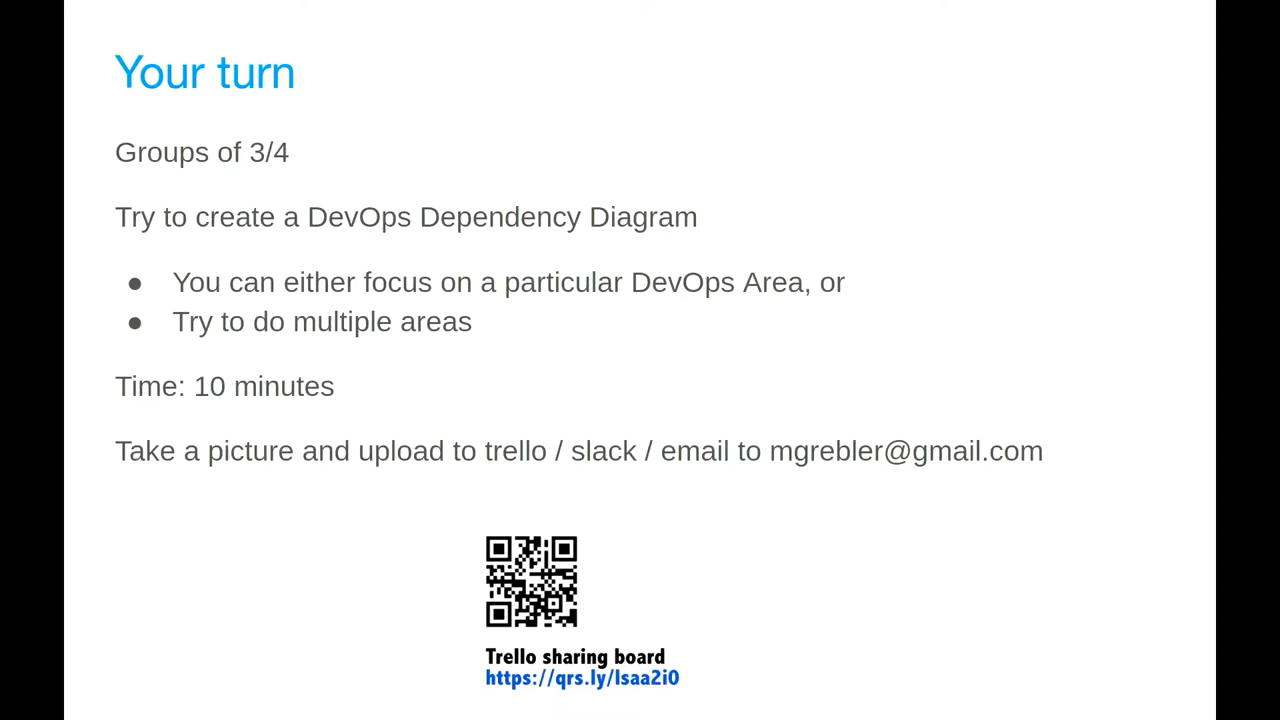 Your turn
Groups of 3/4
Try to create a DevOps Dependency Diagram
● You can either focus on a particular DevOps Area, or
● Try to do multiple areas
Time: 10 minutes
Take a picture and upload to trello / slack / email to mgrebler@gmail.com
Trello sharing board
https://qrs.ly/lsaa2i0